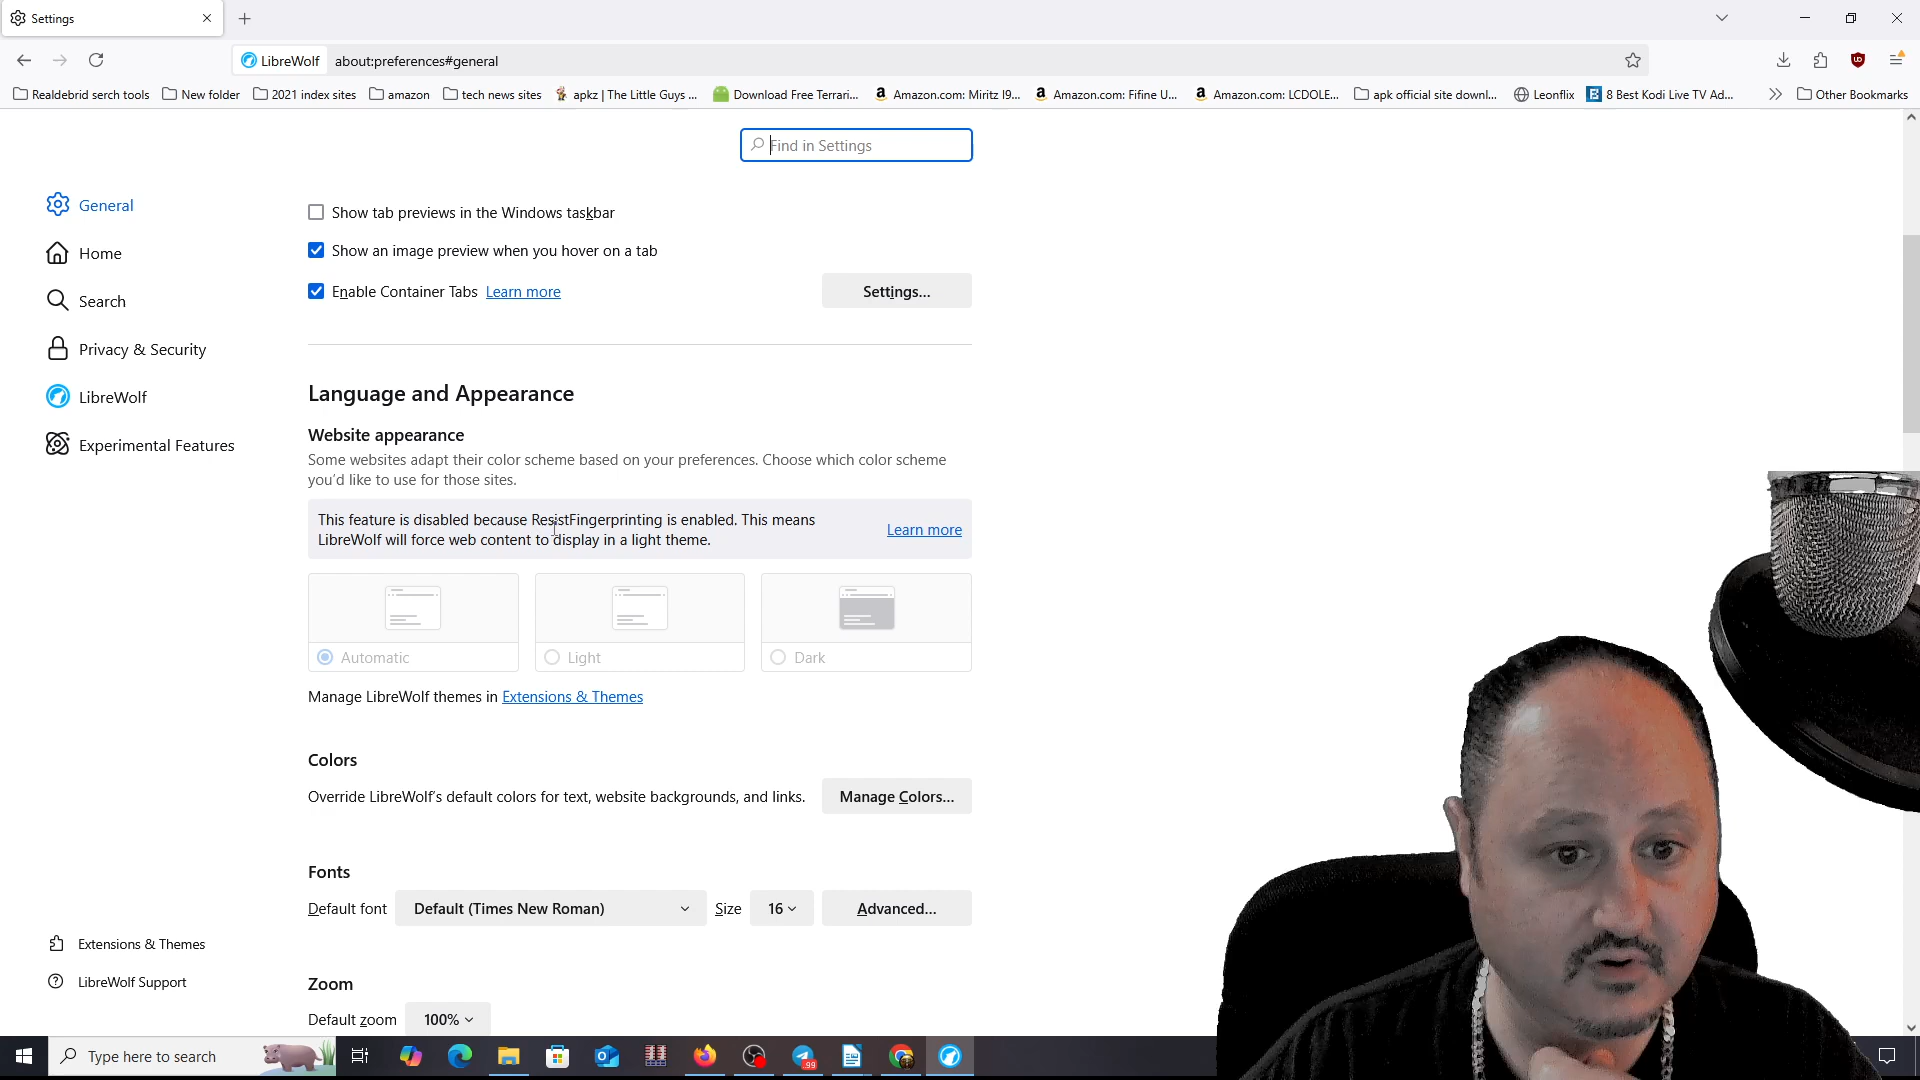 Settings
LibreWolf about:preferences#general
Realdebrid serch tools New folder 2021 index sites amazon tech news sites apkz | The Little Guys ... Download Free Terrari... Amazon.com: Miritz I9... Amazon.com: Fifine U... Amazon.com: LCDOLE... apk official site downl... Leonflix 8 Best Kodi Live TV Ad... Other Bookmarks
Find in Settings
General
Home
Search
Privacy & Security
LibreWolf
Experimental Features
Extensions & Themes
LibreWolf Support
Show tab previews in the Windows taskbar
Show an image preview when you hover on a tab
Enable Container Tabs Learn more Settings...
Language and Appearance
Website appearance
Some websites adapt their color scheme based on your preferences. Choose which color scheme
you'd like to use for those sites.
This feature is disabled because ResistFingerprinting is enabled. This means
LibreWolf will force web content to display in a light theme.
Learn more
Automatic Light Dark
Manage LibreWolf themes in Extensions & Themes
Colors
Override LibreWolf's default colors for text, website backgrounds, and links. Manage Colors...
Fonts
Default font Default (Times New Roman) Size 16 Advanced...
Zoom
Default zoom 100%
Type here to search
99